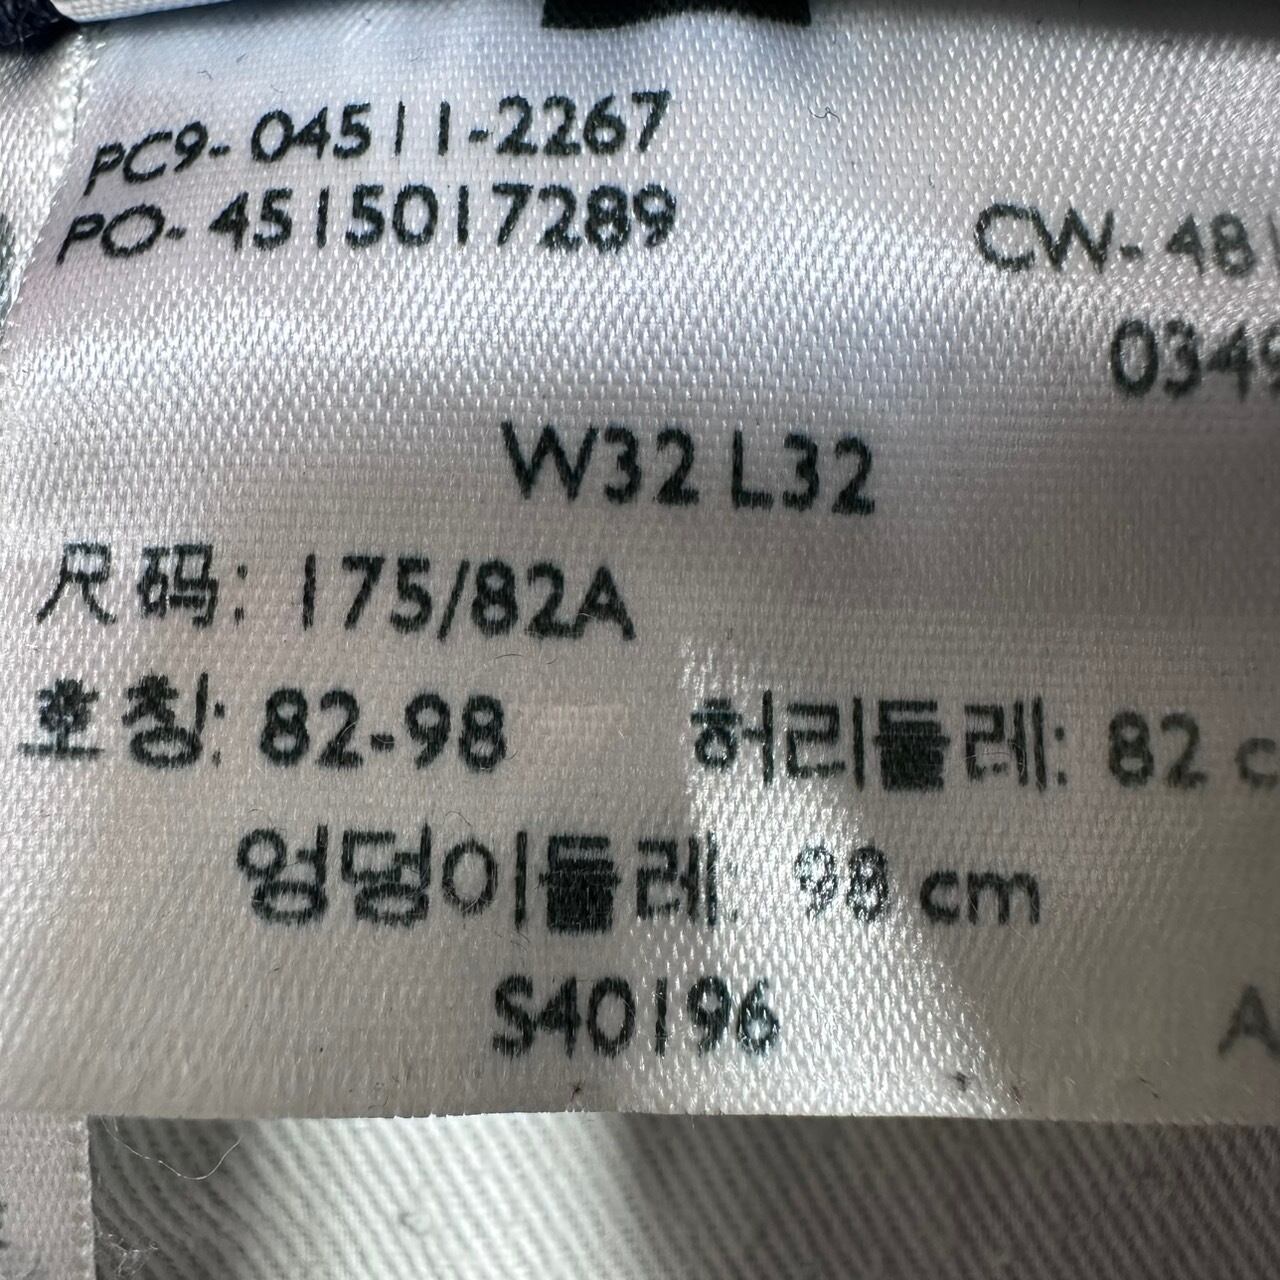 PC9-04511-2267
PO-4515017289
CW-481
0349
W32 L32
尺码: 175/82A
호칭: 82-98 허리둘레: 82 c
엉덩이둘레: 98 cm
S40196
A